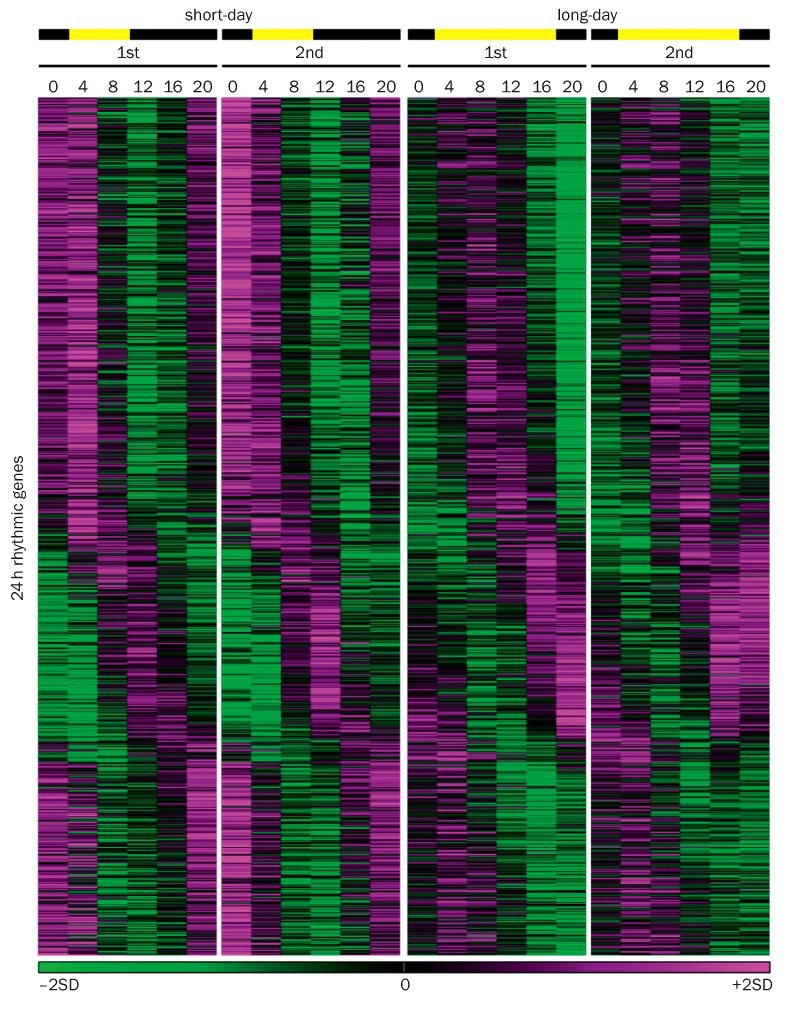 short-day long-day
1st 2nd 1st 2nd
0 4 8 12 16 20 0 4 8 12 16 20 0 4 8 12 16 20 0 4 8 12 16 20
24 h rhythmic genes
−2SD 0 +2SD